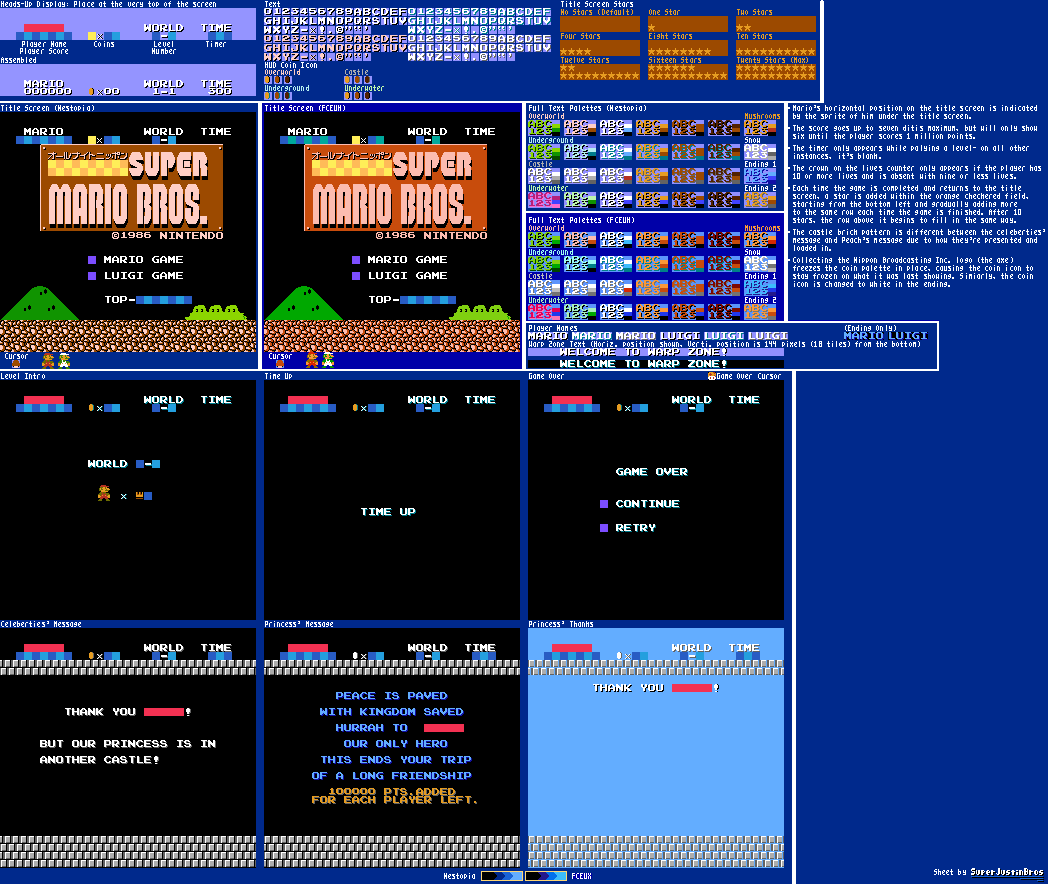 Heads-Up Display: Place at the very top of the screen
WORLD TIME
Player Name Coins Level Timer
Player Score Number
Assembled
MARIO WORLD TIME
000000 ×00 1-1 300
Text
0123456789ABCDEF0123456789ABCDEF
GHIJKLMNOPQRSTUVGHIJKLMNOPQRSTUV
HUD Coin Icon
Overworld Castle
Underground Underwater
Title Screen Stars
No Stars (Default) One Star Two Stars
Four Stars Eight Stars Ten Stars
Twelve Stars Sixteen Stars Twenty Stars (Max)
Title Screen (Nestopia)
MARIO WORLD TIME
オールナイトニッポン
SUPER
MARIO BROS.
©1986 NINTENDO
MARIO GAME
LUIGI GAME
TOP-
Cursor
Title Screen (FCEUX)
MARIO WORLD TIME
オールナイトニッポン
SUPER
MARIO BROS.
©1986 NINTENDO
MARIO GAME
LUIGI GAME
TOP-
Cursor
Full Text Palettes (Nestopia)
Overworld Mushrooms
Underground Snow
Castle Ending 1
Underwater Ending 2
Full Text Palettes (FCEUX)
Overworld Mushrooms
Underground Snow
Castle Ending 1
Underwater Ending 2
Player Names (Ending Only)
MARIO MARIO MARIO LUIGI LUIGI LUIGI MARIO LUIGI
Warp Zone Text (Horiz. position shown. Vert. position is 144 pixels (18 tiles) from the bottom)
WELCOME TO WARP ZONE!
WELCOME TO WARP ZONE!
•Mario's horizontal position on the title screen is indicated
by the sprite of him under the title screen.
•The score goes up to seven ditis maximum, but will only show
six until the player scores 1 million points.
•The timer only appears while palying a level- on all other
instances, it's blank.
•The crown on the lives counter only appears if the player has
10 or more lives and is absent with nine or less lives.
•Each time the game is completed and returns to the title
screen, a star is added within the orange checkered field,
starting from the bottom left and gradually adding more
to the same row each time the game is finished. After 10
stars, the row above it begins to fill in the same way.
•The castle brich pattern is different between the celeberties'
message and Peach's message due to how they're presented and
loaded in.
•Collecting the Nippon Broadcasting Inc. logo (the axe)
freezes the coin palette in place, causing the coin icon to
stay frozen on what it was last showing. Simiarly, the coin
icon is changed to white in the ending.
Level Intro
WORLD TIME
WORLD -
×
Time Up
WORLD TIME
TIME UP
Game Over Game Over Cursor
WORLD TIME
GAME OVER
CONTINUE
RETRY
Celeberties' Message
WORLD TIME
THANK YOU !
BUT OUR PRINCESS IS IN
ANOTHER CASTLE!
Princess' Message
WORLD TIME
PEACE IS PAVED
WITH KINGDOM SAVED
HURRAH TO
OUR ONLY HERO
THIS ENDS YOUR TRIP
OF A LONG FRIENDSHIP
100000 PTS.ADDED
FOR EACH PLAYER LEFT.
Princess' Thanks
WORLD TIME
THANK YOU !
Nestopia FCEUX
Sheet by SuperJustinBros